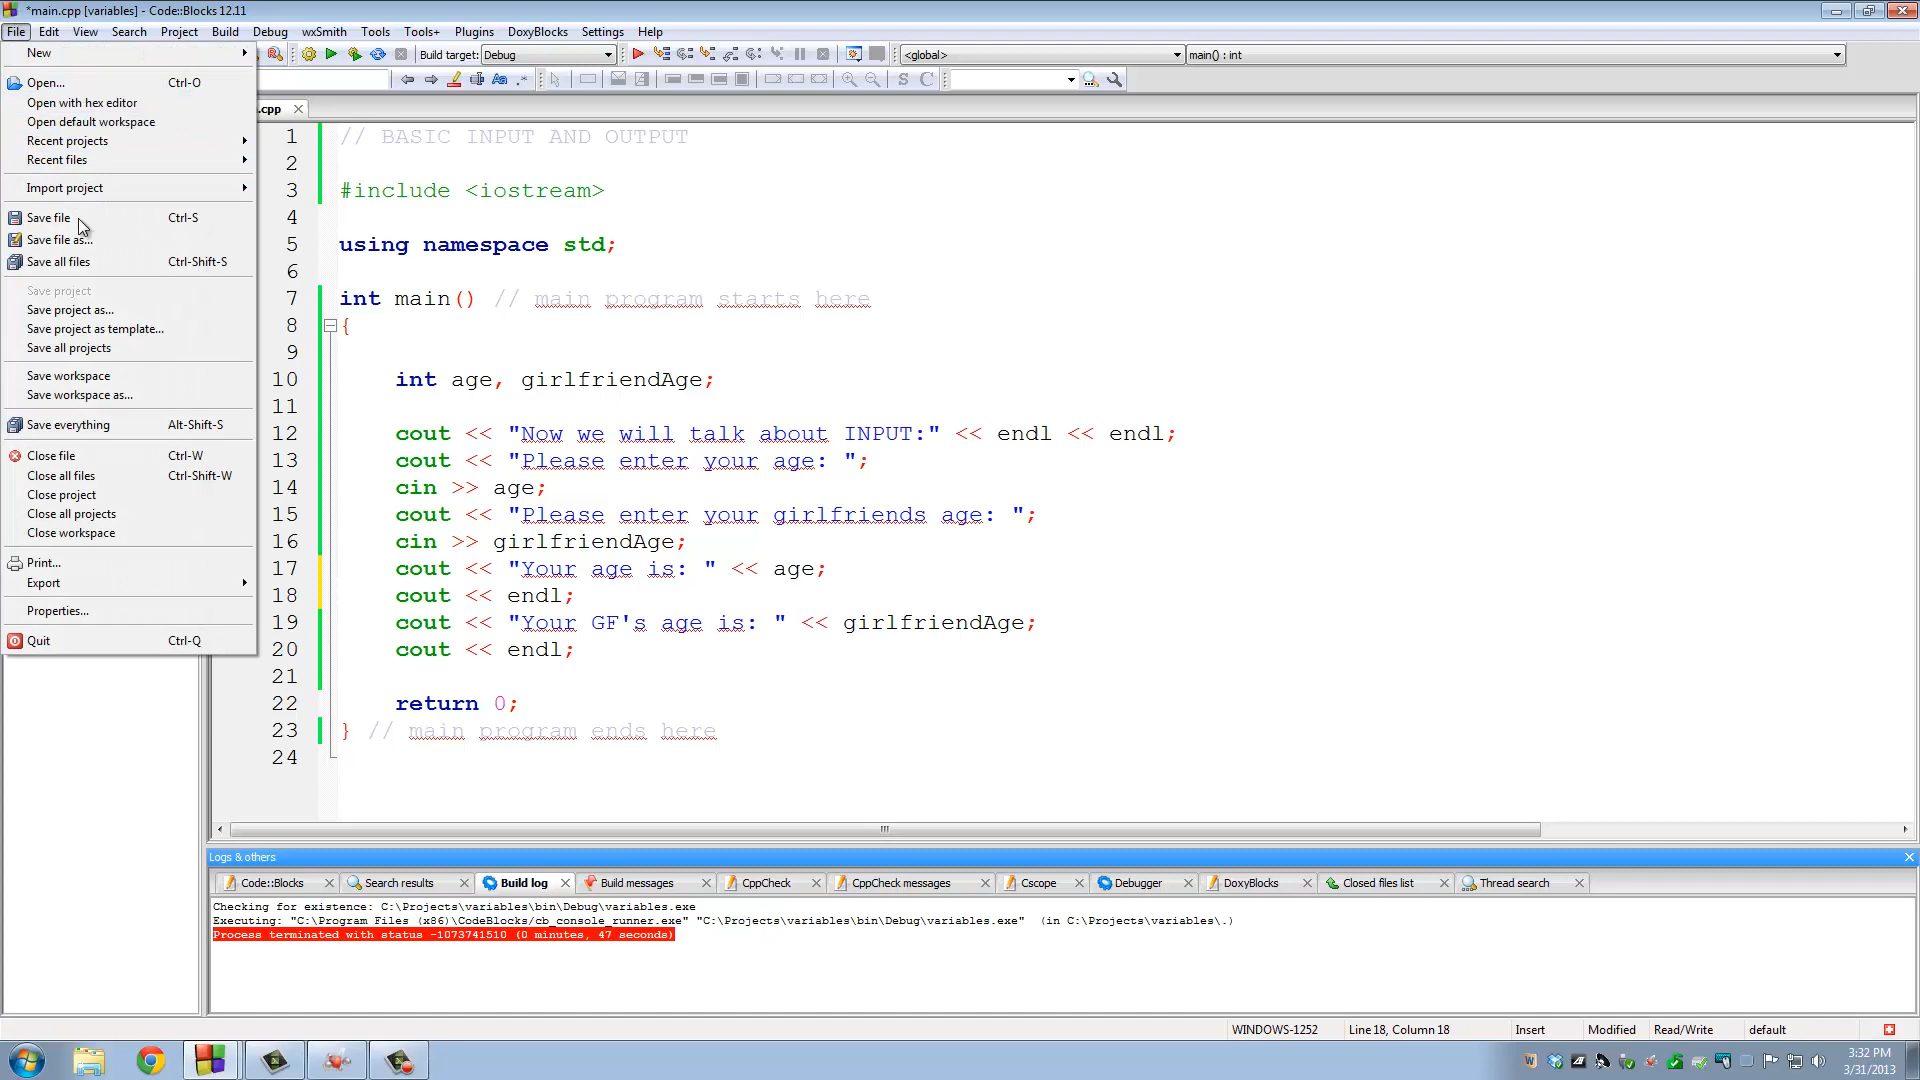 *main.cpp [variables] - Code::Blocks 12.11
File Edit View Search Project Build Debug wxSmith Tools Tools+ Plugins DoxyBlocks Settings Help
New
Build target: Debug
<global>
main() : int
Open... Ctrl-O
Open with hex editor
Open default workspace
Recent projects
Recent files
Import project
Save file Ctrl-S
Save file as...
Save all files Ctrl-Shift-S
Save project
Save project as...
Save project as template...
Save all projects
Save workspace
Save workspace as...
Save everything Alt-Shift-S
Close file Ctrl-W
Close all files Ctrl-Shift-W
Close project
Close all projects
Close workspace
Print...
Export
Properties...
Quit Ctrl-Q
.cpp
1 // BASIC INPUT AND OUTPUT
2
3 #include <iostream>
4
5 using namespace std;
6
7 int main() // main program starts here
8 {
9
10 int age, girlfriendAge;
11
12 cout << "Now we will talk about INPUT:" << endl << endl;
13 cout << "Please enter your age: ";
14 cin >> age;
15 cout << "Please enter your girlfriends age: ";
16 cin >> girlfriendAge;
17 cout << "Your age is: " << age;
18 cout << endl;
19 cout << "Your GF's age is: " << girlfriendAge;
20 cout << endl;
21
22 return 0;
23 } // main program ends here
24
Logs & others
Code::Blocks Search results Build log Build messages CppCheck CppCheck messages Cscope Debugger DoxyBlocks Closed files list Thread search
Checking for existence: C:\Projects\variables\bin\Debug\variables.exe
Executing: "C:\Program Files (x86)\CodeBlocks/cb_console_runner.exe" "C:\Projects\variables\bin\Debug\variables.exe" (in C:\Projects\variables\.)
Process terminated with status -1073741510 (0 minutes, 47 seconds)
WINDOWS-1252 Line 18, Column 18 Insert Modified Read/Write default
3:32 PM
3/31/2013